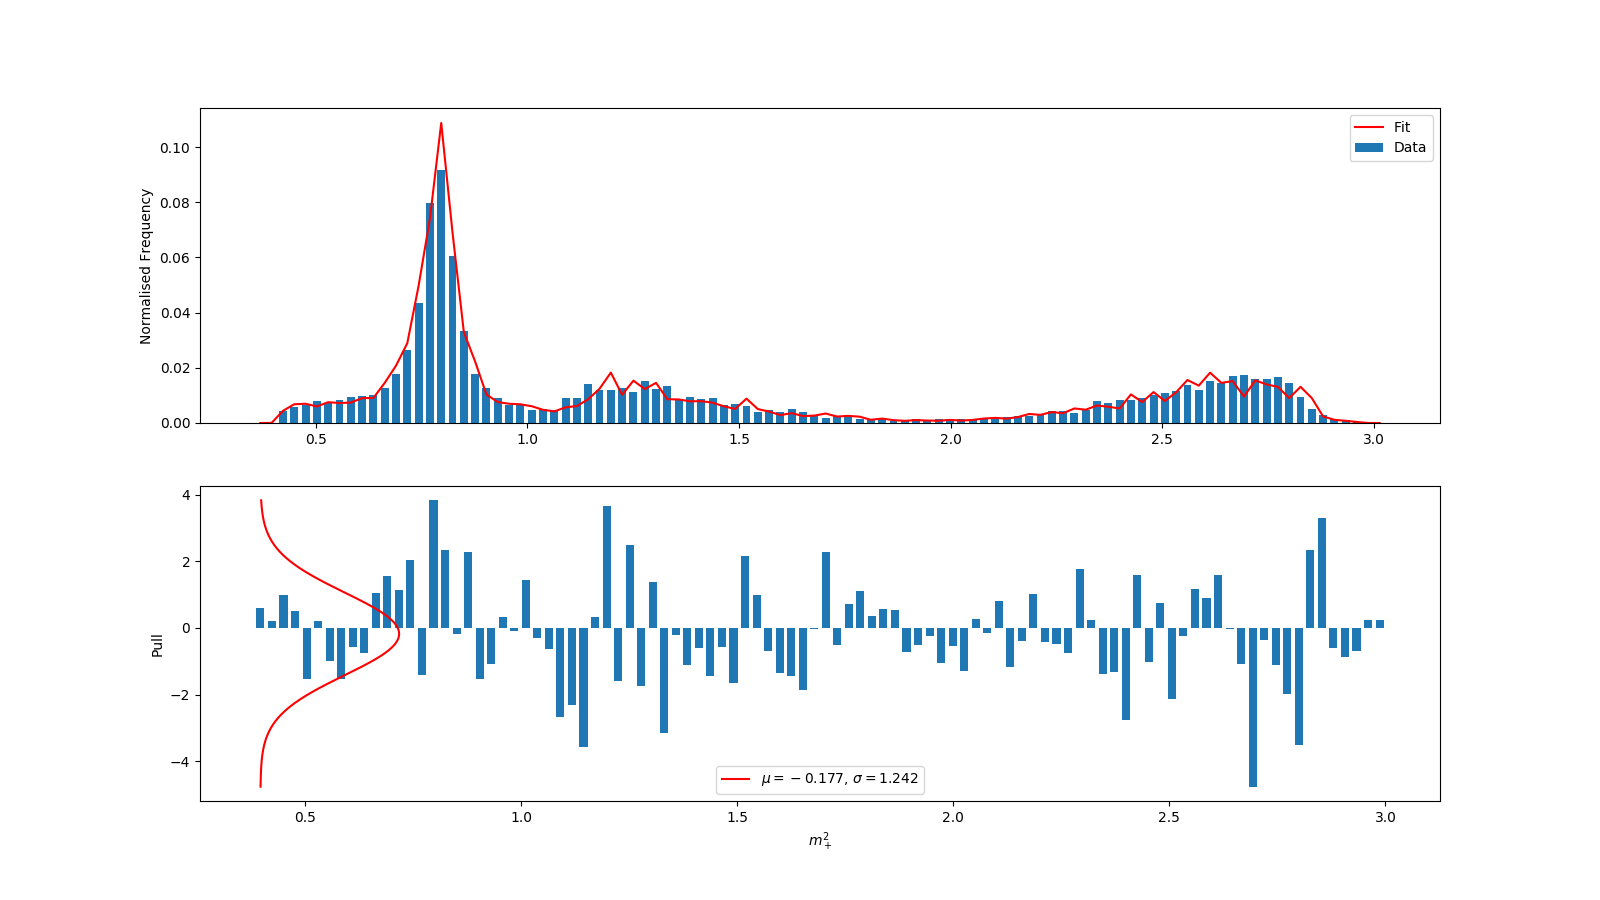 Fit
Data
Normalised Frequency
0.10
0.08
0.06
0.04
0.02
0.00
0.5 1.0 1.5 2.0 2.5 3.0
Pull
4
2
0
−2
−4
μ = −0.177, σ = 1.242
0.5 1.0 1.5 2.0 2.5 3.0
m²₊